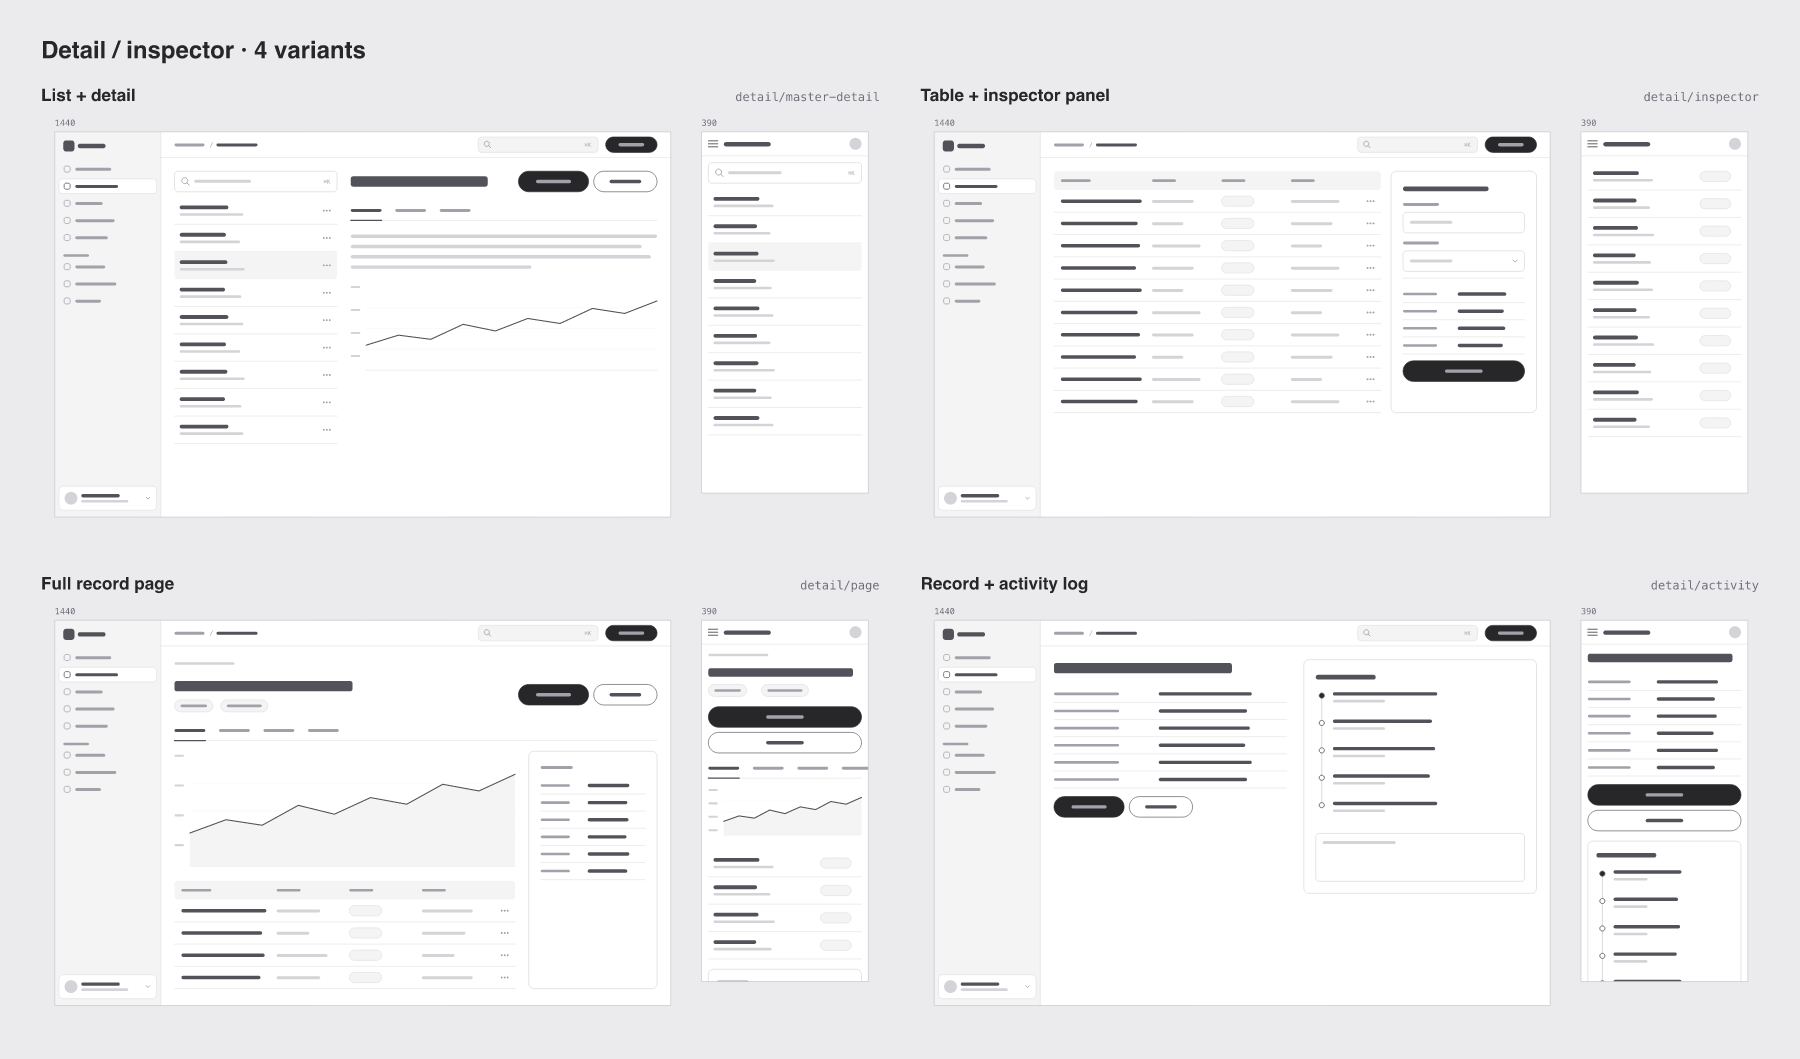 Detail / inspector · 4 variants
List + detail
detail/master-detail
1440
390
⌘K
⌘K
⌘K
Table + inspector panel
detail/inspector
1440
390
⌘K
Full record page
detail/page
1440
390
⌘K
Record + activity log
detail/activity
1440
390
⌘K